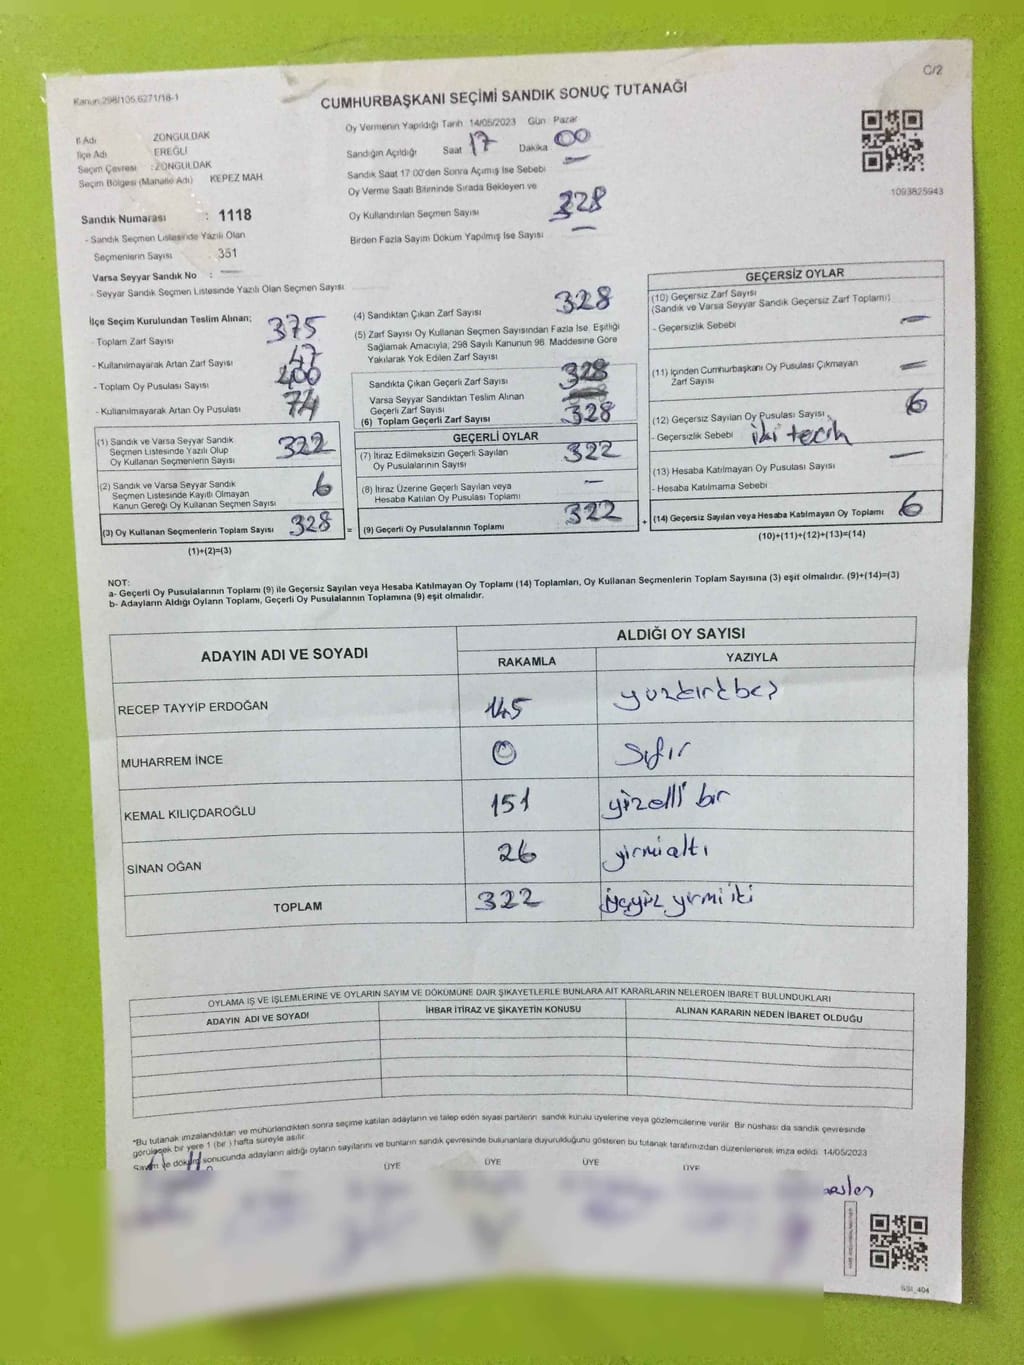 Kanun:298/105,6271/18-1
C/2
CUMHURBAŞKANI SEÇİMİ SANDIK SONUÇ TUTANAĞI
İl Adı ZONGULDAK
İlçe Adı EREĞLİ
Seçim Çevresi :ZONGULDAK
Seçim Bölgesi (Mahalle Adı) KEPEZ MAH
Sandık Numarası : 1118
- Sandık Seçmen Listesinde Yazılı Olan
Seçmenlerin Sayısı : 351
Varsa Seyyar Sandık No : —
- Seyyar Sandık Seçmen Listesinde Yazılı Olan Seçmen Sayısı:
Oy Vermenin Yapıldığı Tarih 14/05/2023 Gün Pazar
Sandığın Açıldığı Saat 17 Dakika 00
Sandık Saat 17.00'den Sonra Açılmış İse Sebebi —
Oy Verme Saati Bitiminde Sırada Bekleyen ve
Oy Kullandırılan Seçmen Sayısı 328
Birden Fazla Sayım Döküm Yapılmış İse Sayısı —
1093825943
İlçe Seçim Kurulundan Teslim Alınan;
- Toplam Zarf Sayısı 375
- Kullanılmayarak Artan Zarf Sayısı 47
- Toplam Oy Pusulası Sayısı 400
- Kullanılmayarak Artan Oy Pusulası 74
(1) Sandık ve Varsa Seyyar Sandık
Seçmen Listesinde Yazılı Olup
Oy Kullanan Seçmenlerin Sayısı 322
(2) Sandık ve Varsa Seyyar Sandık
Seçmen Listesinde Kayıtlı Olmayan
Kanun Gereği Oy Kullanan Seçmen Sayısı 6
(3) Oy Kullanan Seçmenlerin Toplam Sayısı 328 =
(1)+(2)=(3)
(4) Sandıktan Çıkan Zarf Sayısı 328
(5) Zarf Sayısı Oy Kullanan Seçmen Sayısından Fazla İse, Eşitliği
Sağlamak Amacıyla; 298 Sayılı Kanunun 98. Maddesine Göre
Yakılarak Yok Edilen Zarf Sayısı
Sandıkta Çıkan Geçerli Zarf Sayısı 328
Varsa Seyyar Sandıktan Teslim Alınan
Geçerli Zarf Sayısı
(6) Toplam Geçerli Zarf Sayısı 328
GEÇERLİ OYLAR
(7) İtiraz Edilmeksizin Geçerli Sayılan
Oy Pusulalarının Sayısı 322
(8) İtiraz Üzerine Geçerli Sayılan veya
Hesaba Katılan Oy Pusulası Toplamı —
(9) Geçerli Oy Pusulalarının Toplamı 322 +
GEÇERSİZ OYLAR
(10) Geçersiz Zarf Sayısı
(Sandık ve Varsa Seyyar Sandık Geçersiz Zarf Toplamı)
- Geçersizlik Sebebi —
(11) İçinden Cumhurbaşkanı Oy Pusulası Çıkmayan
Zarf Sayısı —
(12) Geçersiz Sayılan Oy Pusulası Sayısı 6
- Geçersizlik Sebebi iki tecih
(13) Hesaba Katılmayan Oy Pusulası Sayısı —
- Hesaba Katılmama Sebebi
(14) Geçersiz Sayılan veya Hesaba Katılmayan Oy Toplamı 6
(10)+(11)+(12)+(13)=(14)
NOT:
a- Geçerli Oy Pusulalarının Toplam (9) ile Geçersiz Sayılan veya Hesaba Katılmayan Oy Toplamı (14) Toplamları, Oy Kullanan Seçmenlerin Toplam Sayısına (3) eşit olmalıdır. (9)+(14)=(3)
b- Adayların Aldığı Oyların Toplamı, Geçerli Oy Pusulalarının Toplamına (9) eşit olmalıdır.
ADAYIN ADI VE SOYADI
ALDIĞI OY SAYISI
RAKAMLA YAZIYLA
RECEP TAYYİP ERDOĞAN 145 yüzkırkbeş
MUHARREM İNCE 0 Sıfır
KEMAL KILIÇDAROĞLU 151 yüzelli bir
SİNAN OĞAN 26 yirmialtı
TOPLAM 322 üçyüz yirmi iki
OYLAMA İŞ VE İŞLEMLERİNE VE OYLARIN SAYIM VE DÖKÜMÜNE DAİR ŞİKAYETLERLE BUNLARA AİT KARARLARIN NELERDEN İBARET BULUNDUKLARI
ADAYIN ADI VE SOYADI İHBAR İTİRAZ VE ŞİKAYETİN KONUSU ALINAN KARARIN NEDEN İBARET OLDUĞU
*Bu tutanak imzalandıktan ve mühürlendikten sonra seçime katılan adayların ve talep eden siyasi partilerin sandık kurulu üyelerine veya gözlemcilerine verilir. Bir nüshası da sandık çevresinde
görülecek bir yere 1 (bir ) hafta süreyle asılır.
Sayım ve döküm sonucunda adayların aldığı oyların sayılarını ve bunların sandık çevresinde bulunanlara duyurulduğunu gösteren bu tutanak tarafımızdan düzenlenerek imza edildi. 14/05/2023
ÜYE ÜYE ÜYE ÜYE
SSI_404